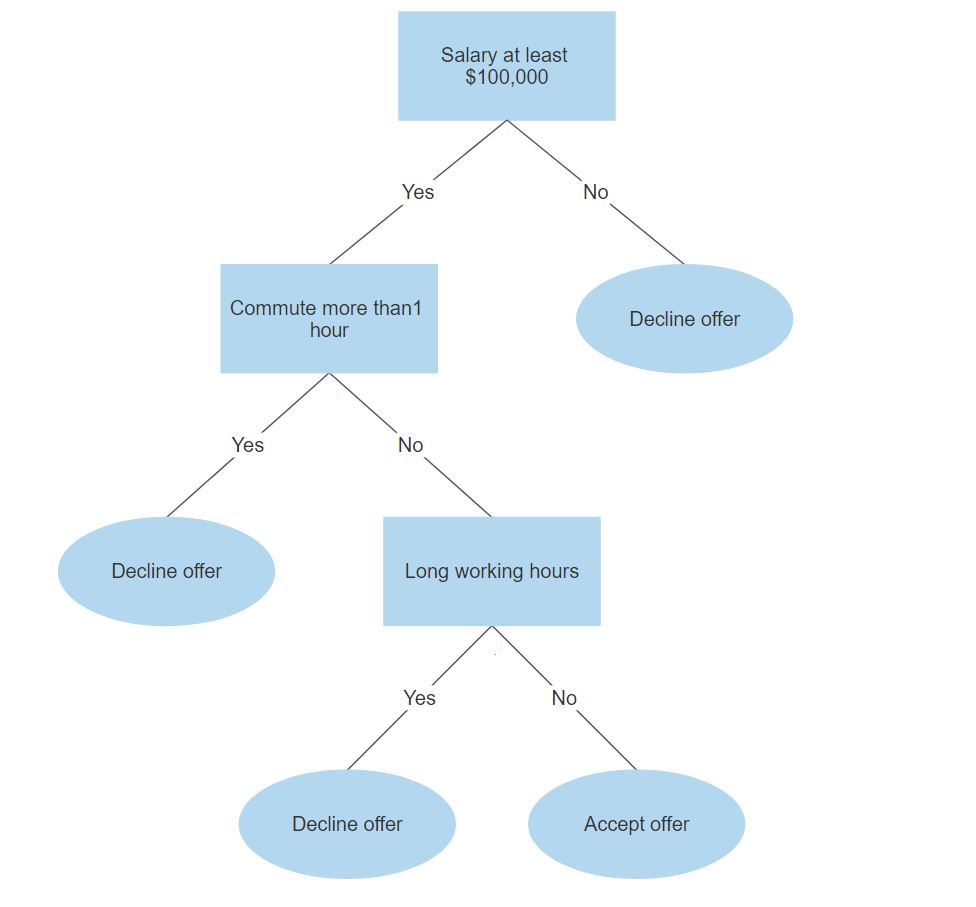 Salary at least
$100,000
Yes
No
Commute more than1
hour
Decline offer
Yes
No
Decline offer
Long working hours
Yes
No
Decline offer
Accept offer